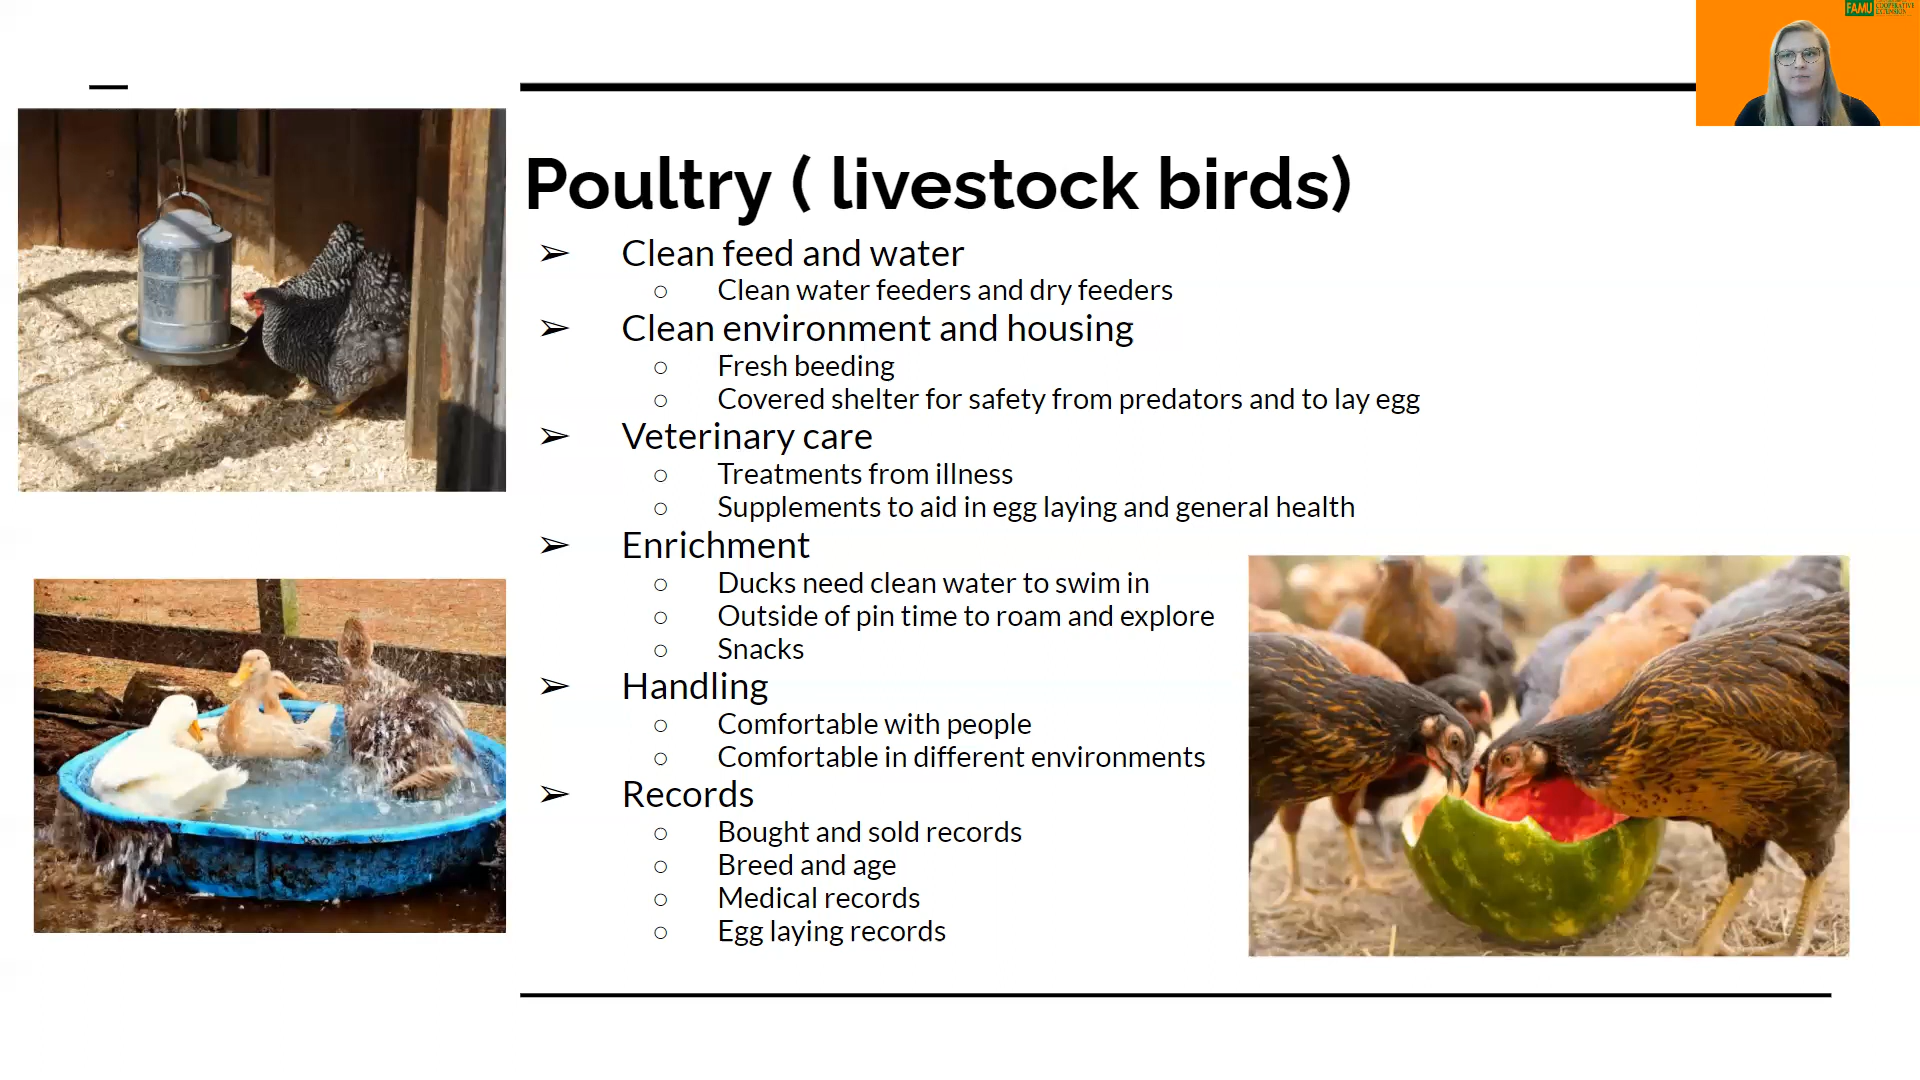 FAMU COOPERATIVE
EXTENSION
Poultry ( livestock birds)
➢ Clean feed and water
○ Clean water feeders and dry feeders
➢ Clean environment and housing
○ Fresh beeding
○ Covered shelter for safety from predators and to lay egg
➢ Veterinary care
○ Treatments from illness
○ Supplements to aid in egg laying and general health
➢ Enrichment
○ Ducks need clean water to swim in
○ Outside of pin time to roam and explore
○ Snacks
➢ Handling
○ Comfortable with people
○ Comfortable in different environments
➢ Records
○ Bought and sold records
○ Breed and age
○ Medical records
○ Egg laying records